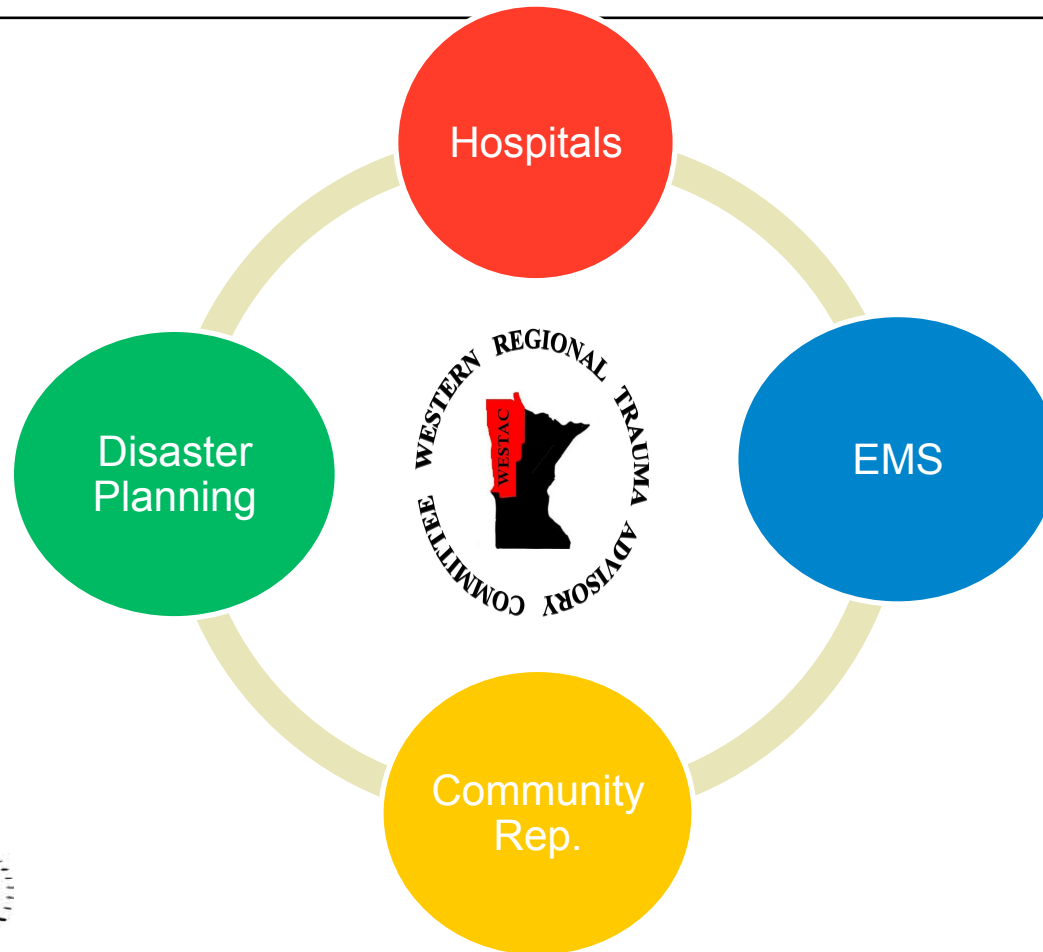 Hospitals
WESTERN REGIONAL TRAUMA ADVISORY COMMITTEE
WESTAC
Disaster
Planning
EMS
Community
Rep.